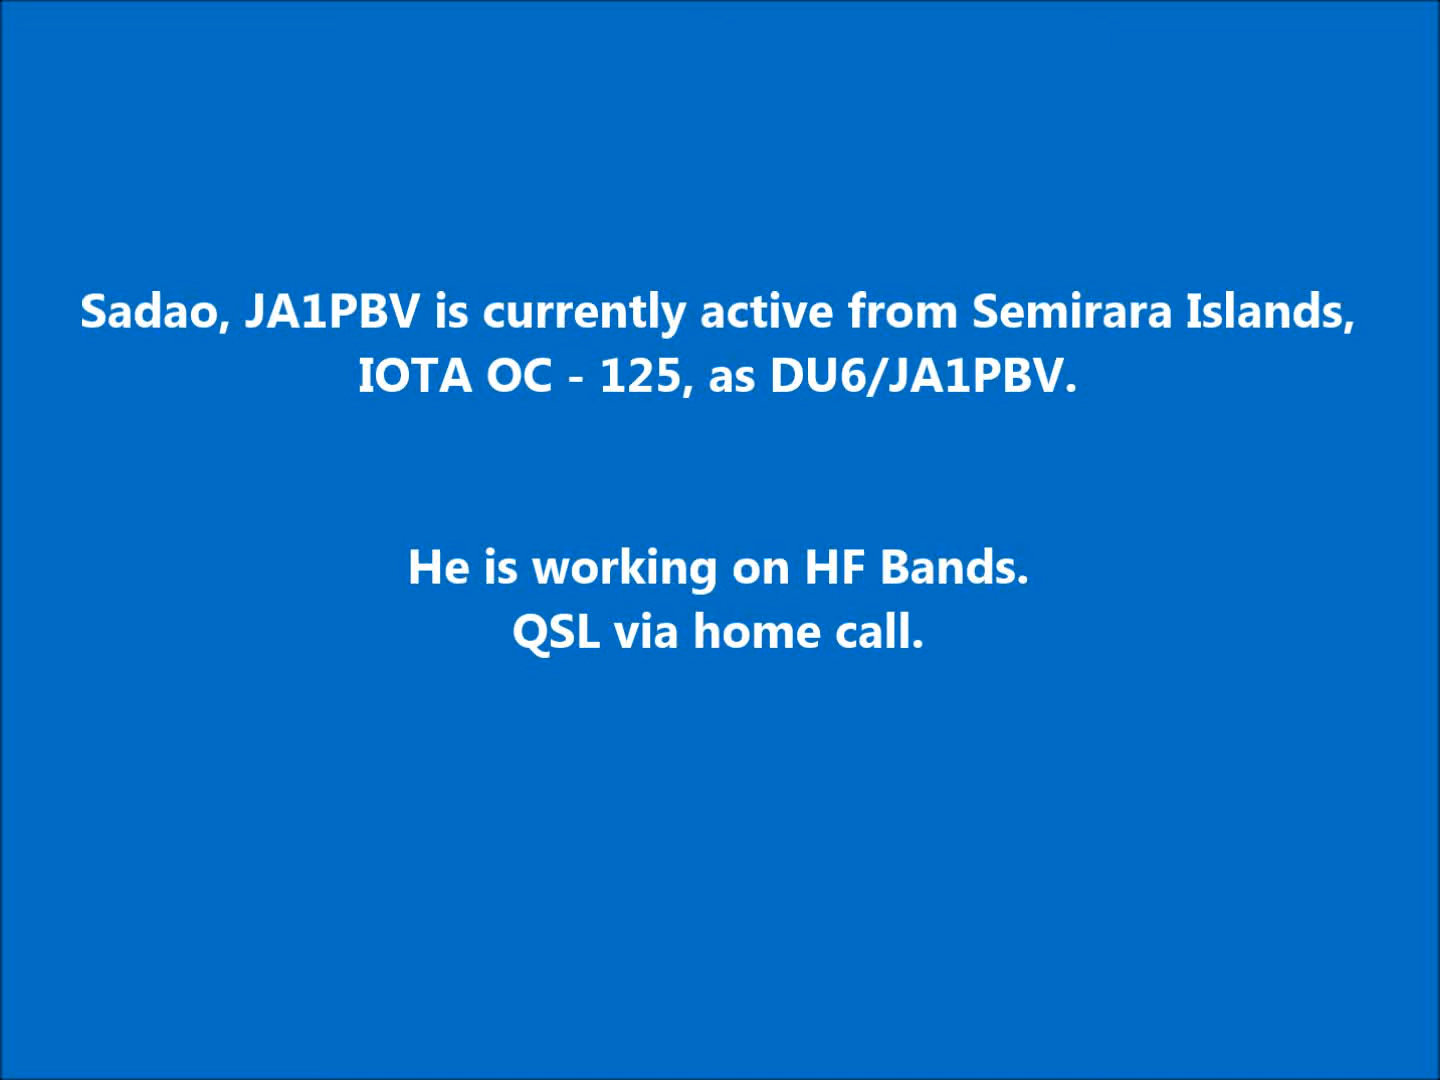 Sadao, JA1PBV is currently active from Semirara Islands,
IOTA OC - 125, as DU6/JA1PBV.
He is working on HF Bands.
QSL via home call.